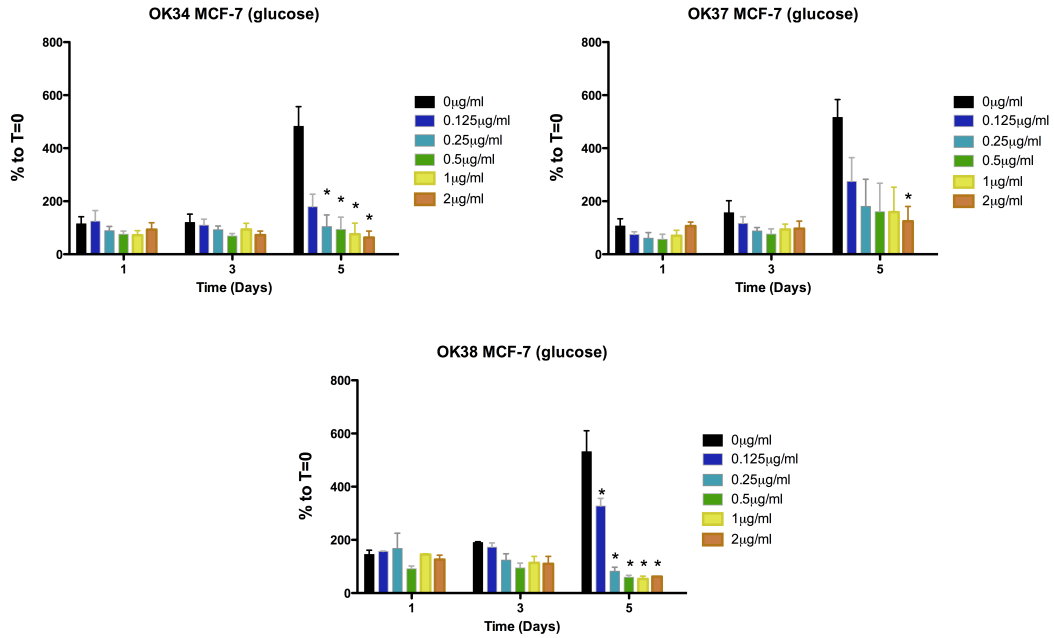 OK34 MCF-7 (glucose)
800
600
400
200
0
% to T=0
1
3
5
Time (Days)
* * * *
0µg/ml
0.125µg/ml
0.25µg/ml
0.5µg/ml
1µg/ml
2µg/ml
OK37 MCF-7 (glucose)
800
600
400
200
0
% to T=0
1
3
5
Time (Days)
*
0µg/ml
0.125µg/ml
0.25µg/ml
0.5µg/ml
1µg/ml
2µg/ml
OK38 MCF-7 (glucose)
800
600
400
200
0
% to T=0
1
3
5
Time (Days)
*
* * * *
0µg/ml
0.125µg/ml
0.25µg/ml
0.5µg/ml
1µg/ml
2µg/ml